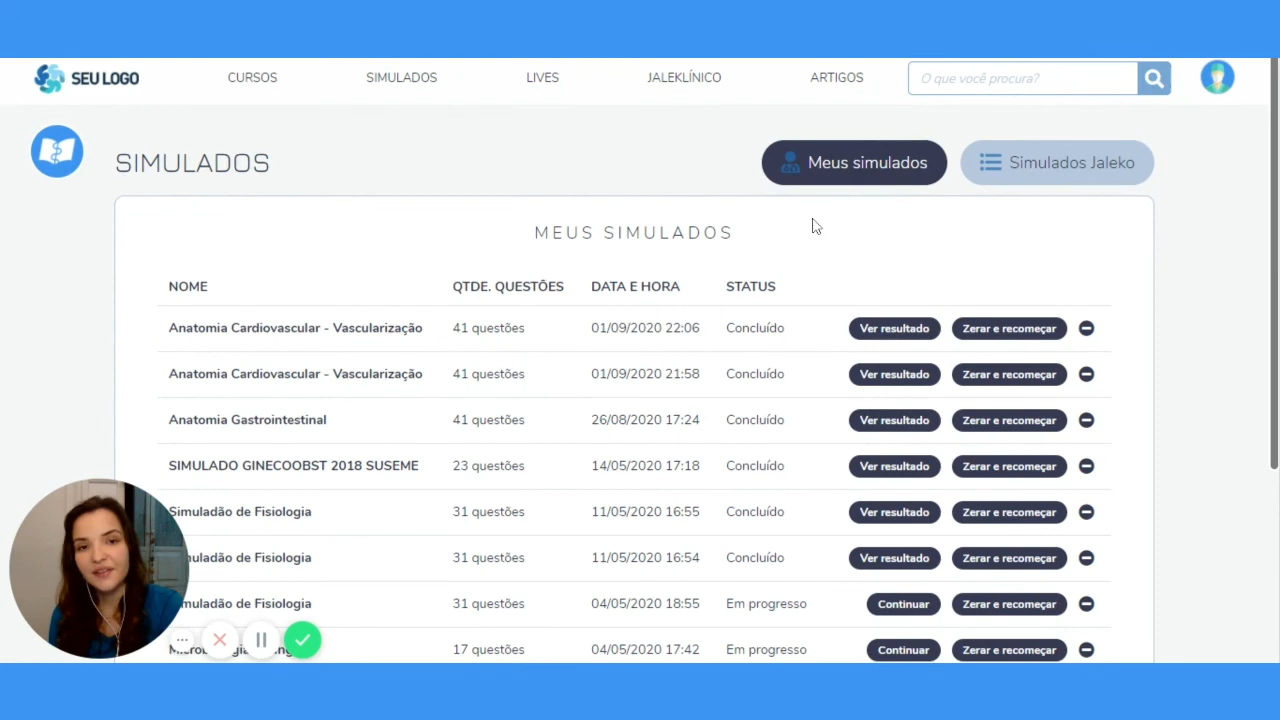 SEU LOGO CURSOS SIMULADOS LIVES JALEKLÍNICO ARTIGOS O que você procura?
SIMULADOS Meus simulados Simulados Jaleko
MEUS SIMULADOS
NOME QTDE. QUESTÕES DATA E HORA STATUS
Anatomia Cardiovascular - Vascularização 41 questões 01/09/2020 22:06 Concluído Ver resultado Zerar e recomeçar
Anatomia Cardiovascular - Vascularização 41 questões 01/09/2020 21:58 Concluído Ver resultado Zerar e recomeçar
Anatomia Gastrointestinal 41 questões 26/08/2020 17:24 Concluído Ver resultado Zerar e recomeçar
SIMULADO GINECOOBST 2018 SUSEME 23 questões 14/05/2020 17:18 Concluído Ver resultado Zerar e recomeçar
Simuladão de Fisiologia 31 questões 11/05/2020 16:55 Concluído Ver resultado Zerar e recomeçar
muladão de Fisiologia 31 questões 11/05/2020 16:54 Concluído Ver resultado Zerar e recomeçar
muladão de Fisiologia 31 questões 04/05/2020 18:55 Em progresso Continuar Zerar e recomeçar
17 questões 04/05/2020 17:42 Em progresso Continuar Zerar e recomeçar